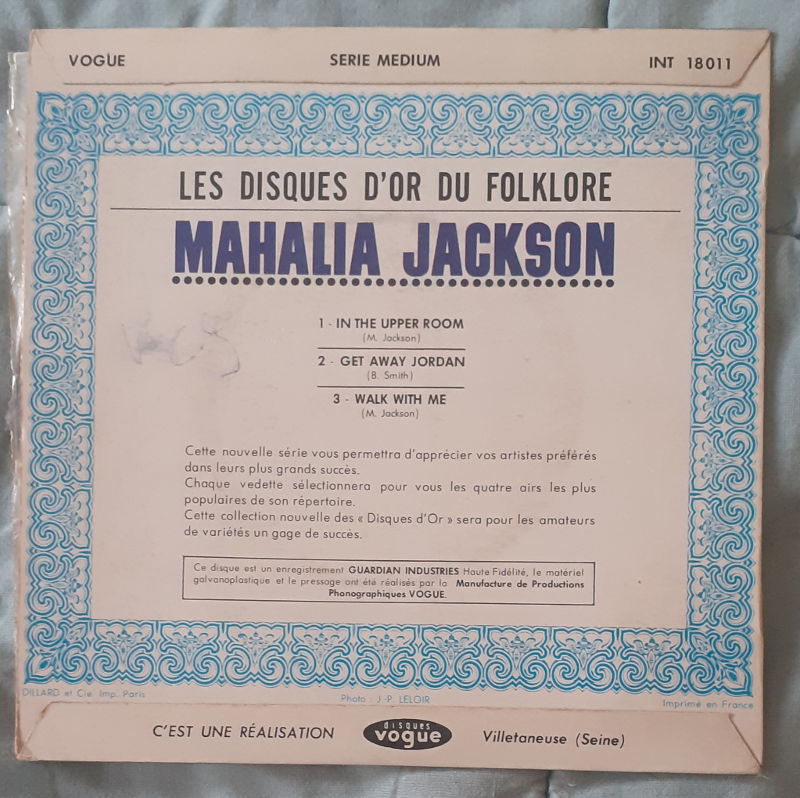 VOGUE SERIE MEDIUM INT 18011
LES DISQUES D'OR DU FOLKLORE
MAHALIA JACKSON
1 - IN THE UPPER ROOM
(M. Jackson)
2 - GET AWAY JORDAN
(B. Smith)
3 - WALK WITH ME
(M. Jackson)
Cette nouvelle série vous permettra d'apprécier vos artistes préférés
dans leurs plus grands succès.
Chaque vedette sélectionnera pour vous les quatre airs les plus
populaires de son répertoire.
Cette collection nouvelle des « Disques d'Or » sera pour les amateurs
de variétés un gage de succès.
Ce disque est un enregistrement GUARDIAN INDUSTRIES Haute Fidélité, le matériel
galvanoplastique et le pressage ont été réalisés par la Manufacture de Productions
Phonographiques VOGUE.
DILLARD et Cie. Imp. Paris Photo : J.-P. LELOIR Imprimé en France
C'EST UNE RÉALISATION disques vogue Villetaneuse (Seine)